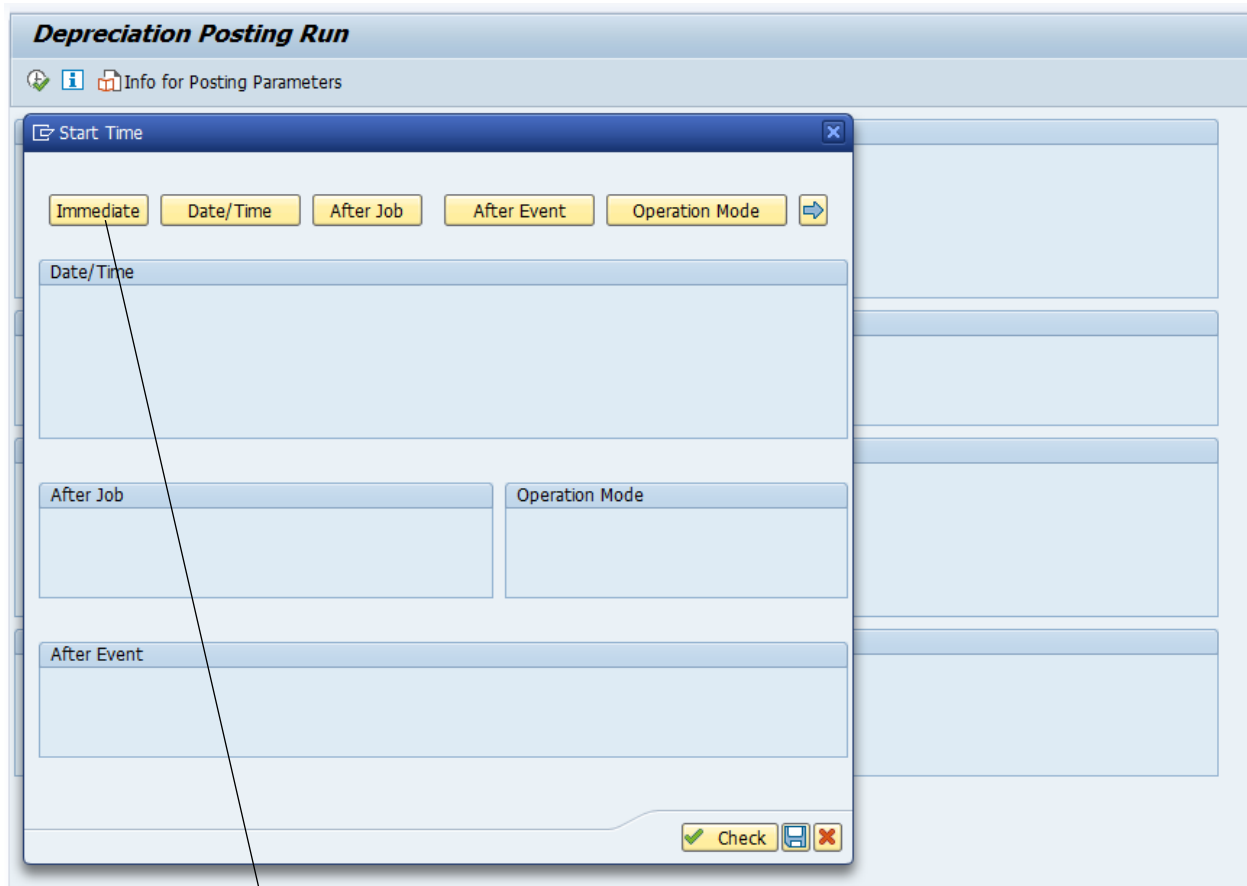 Depreciation Posting Run
Info for Posting Parameters
Start Time
Immediate Date/Time After Job After Event Operation Mode
Date/Time
After Job Operation Mode
After Event
Check